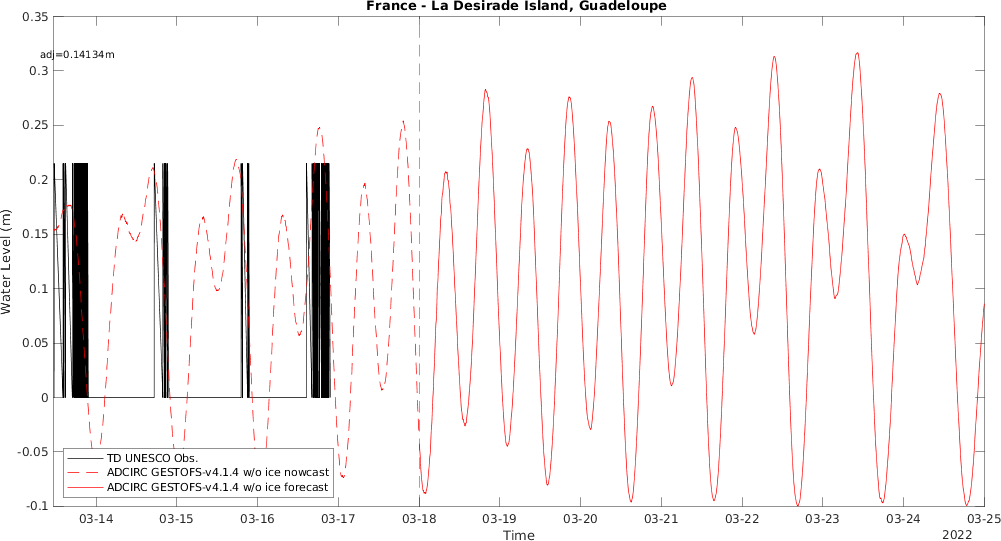 France - La Desirade Island, Guadeloupe
adj=0.14134m
0.35
0.3
0.25
0.2
0.15
0.1
0.05
0
-0.05
-0.1
Water Level (m)
TD UNESCO Obs.
ADCIRC GESTOFS-v4.1.4 w/o ice nowcast
ADCIRC GESTOFS-v4.1.4 w/o ice forecast
03-14 03-15 03-16 03-17 03-18 03-19 03-20 03-21 03-22 03-23 03-24 03-25
Time
2022